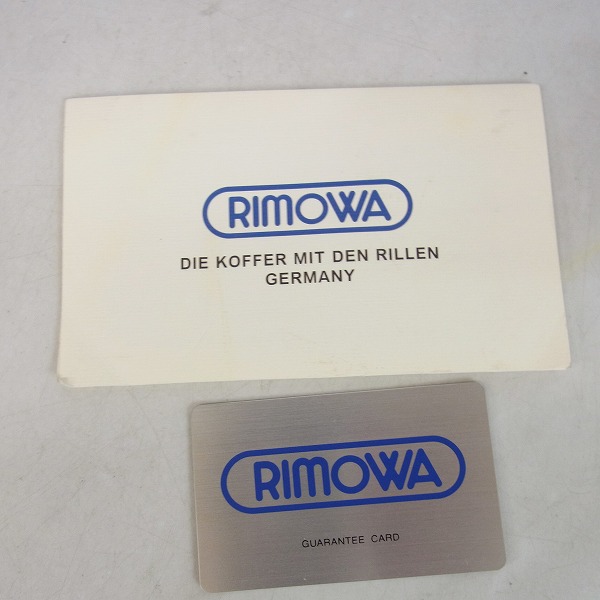 RIMOWA
DIE KOFFER MIT DEN RILLEN
GERMANY
RIMOWA
GUARANTEE CARD